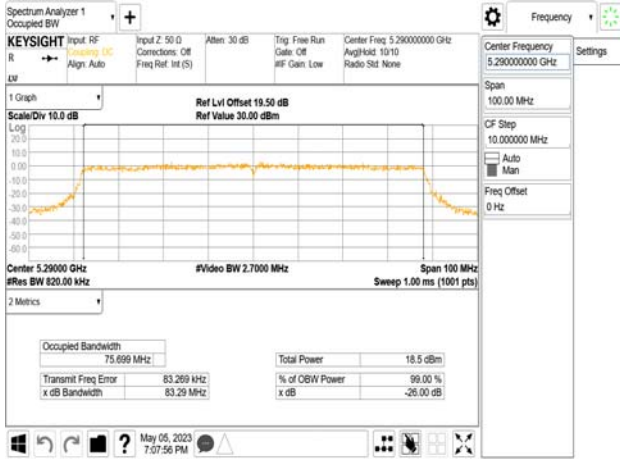 Spectrum Analyzer 1
Occupied BW
Frequency
KEYSIGHT
R
Input: RF
Coupling: DC
Align: Auto
Input Z: 50 Ω
Corrections: Off
Freq Ref: Int (S)
Atten: 30 dB
Trig: Free Run
Gate: Off
#IF Gain: Low
Center Freq: 5.290000000 GHz
Avg|Hold: 10/10
Radio Std: None
Center Frequency
5.290000000 GHz
Settings
Span
100.00 MHz
CF Step
10.000000 MHz
Auto
Man
Freq Offset
0 Hz
1 Graph
Scale/Div 10.0 dB
Ref Lvl Offset 19.50 dB
Ref Value 30.00 dBm
Log
20.0
10.0
0.00
-10.0
-20.0
-30.0
-40.0
-50.0
-60.0
Center 5.29000 GHz
#Video BW 2.7000 MHz
Span 100 MHz
#Res BW 820.00 kHz
Sweep 1.00 ms (1001 pts)
2 Metrics
Occupied Bandwidth
75.699 MHz
Total Power 18.5 dBm
Transmit Freq Error 83.269 kHz
% of OBW Power 99.00 %
x dB Bandwidth 83.29 MHz
x dB -26.00 dB
?
May 05, 2023
7:07:56 PM